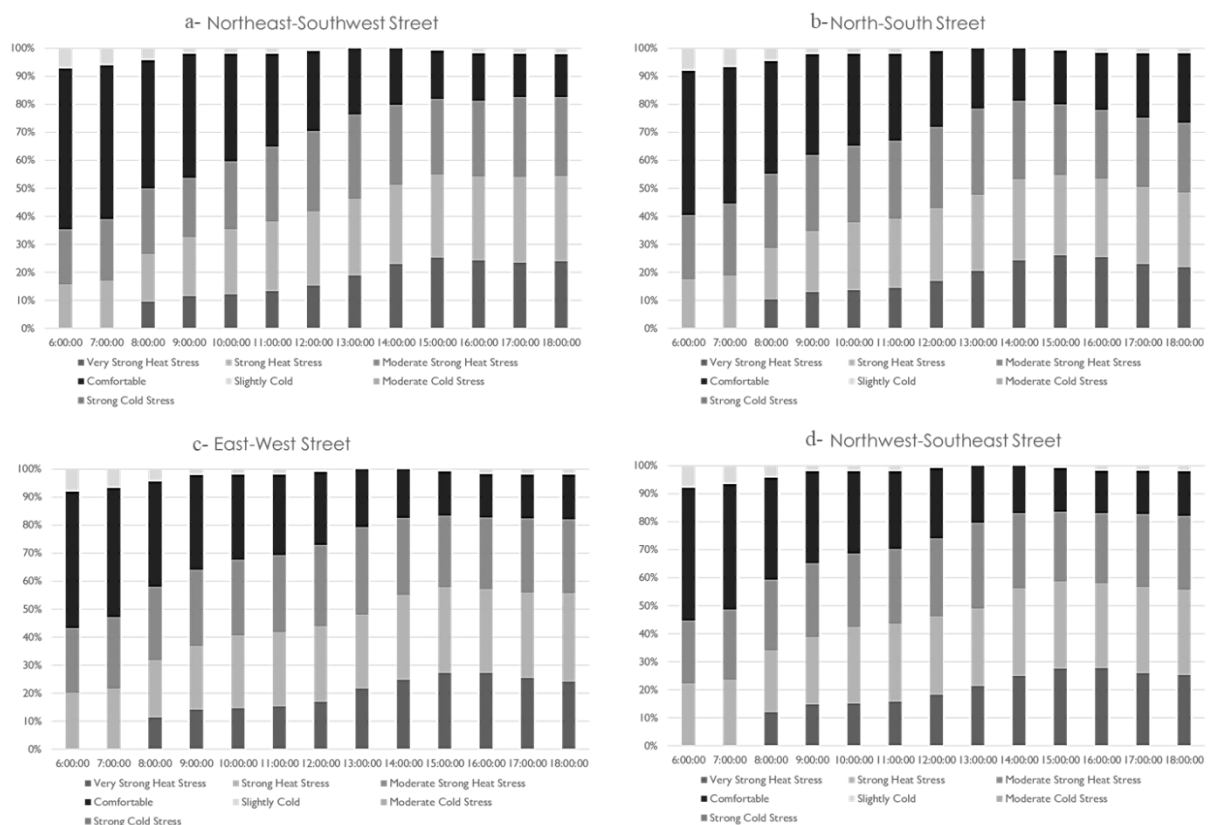 a- Northeast-Southwest Street
100%
90%
80%
70%
60%
50%
40%
30%
20%
10%
0%
6:00:00 7:00:00 8:00:00 9:00:00 10:00:00 11:00:00 12:00:00 13:00:00 14:00:00 15:00:00 16:00:00 17:00:00 18:00:00
Very Strong Heat Stress Strong Heat Stress Moderate Strong Heat Stress
Comfortable Slightly Cold Moderate Cold Stress
Strong Cold Stress
b- North-South Street
100%
90%
80%
70%
60%
50%
40%
30%
20%
10%
0%
6:00:00 7:00:00 8:00:00 9:00:00 10:00:00 11:00:00 12:00:00 13:00:00 14:00:00 15:00:00 16:00:00 17:00:00 18:00:00
Very Strong Heat Stress Strong Heat Stress Moderate Strong Heat Stress
Comfortable Slightly Cold Moderate Cold Stress
Strong Cold Stress
c- East-West Street
100%
90%
80%
70%
60%
50%
40%
30%
20%
10%
0%
6:00:00 7:00:00 8:00:00 9:00:00 10:00:00 11:00:00 12:00:00 13:00:00 14:00:00 15:00:00 16:00:00 17:00:00 18:00:00
Very Strong Heat Stress Strong Heat Stress Moderate Strong Heat Stress
Comfortable Slightly Cold Moderate Cold Stress
Strong Cold Stress
d- Northwest-Southeast Street
100%
90%
80%
70%
60%
50%
40%
30%
20%
10%
0%
6:00:00 7:00:00 8:00:00 9:00:00 10:00:00 11:00:00 12:00:00 13:00:00 14:00:00 15:00:00 16:00:00 17:00:00 18:00:00
Very Strong Heat Stress Strong Heat Stress Moderate Strong Heat Stress
Comfortable Slightly Cold Moderate Cold Stress
Strong Cold Stress